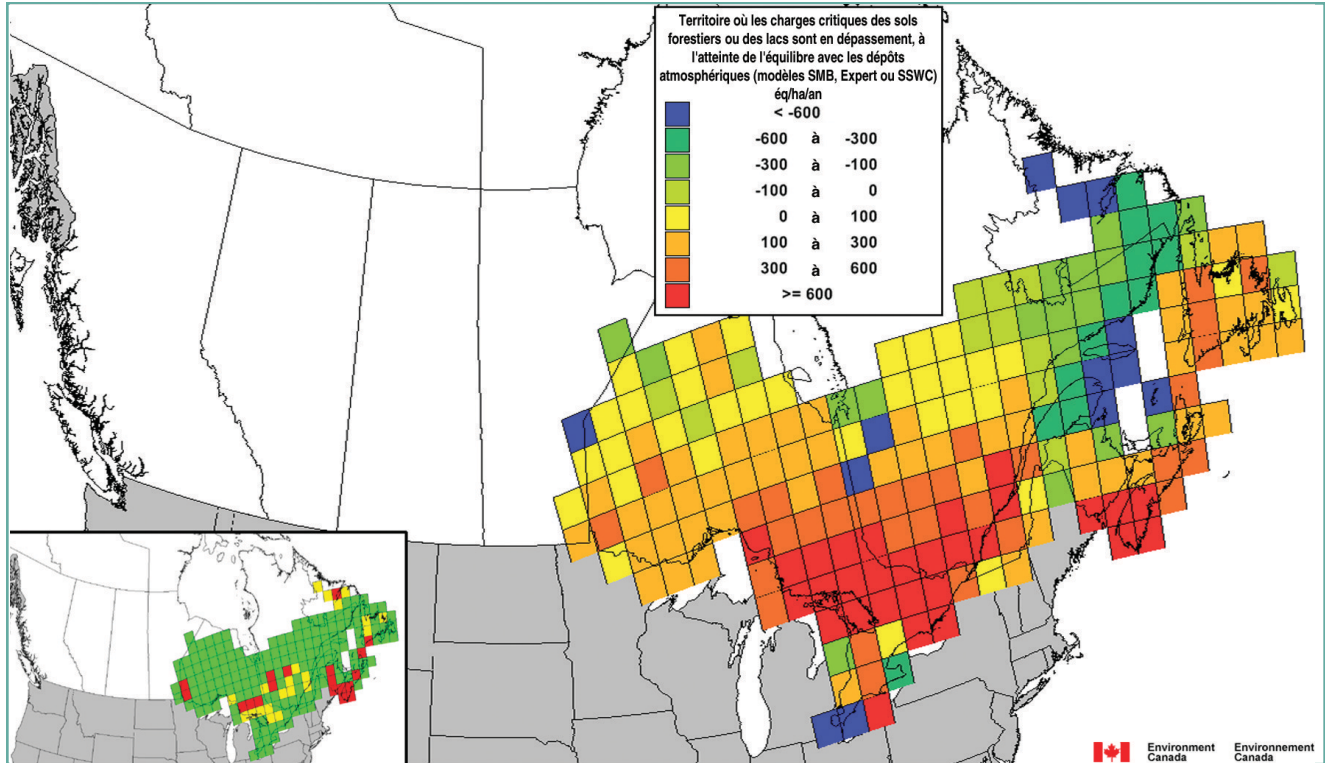 Territoire où les charges critiques des sols
forestiers ou des lacs sont en dépassement, à
l'atteinte de l'équilibre avec les dépôts
atmosphériques (modèles SMB, Expert ou SSWC)
éq/ha/an
< -600
-600 à -300
-300 à -100
-100 à 0
0 à 100
100 à 300
300 à 600
>= 600
Environment Environnement
Canada Canada